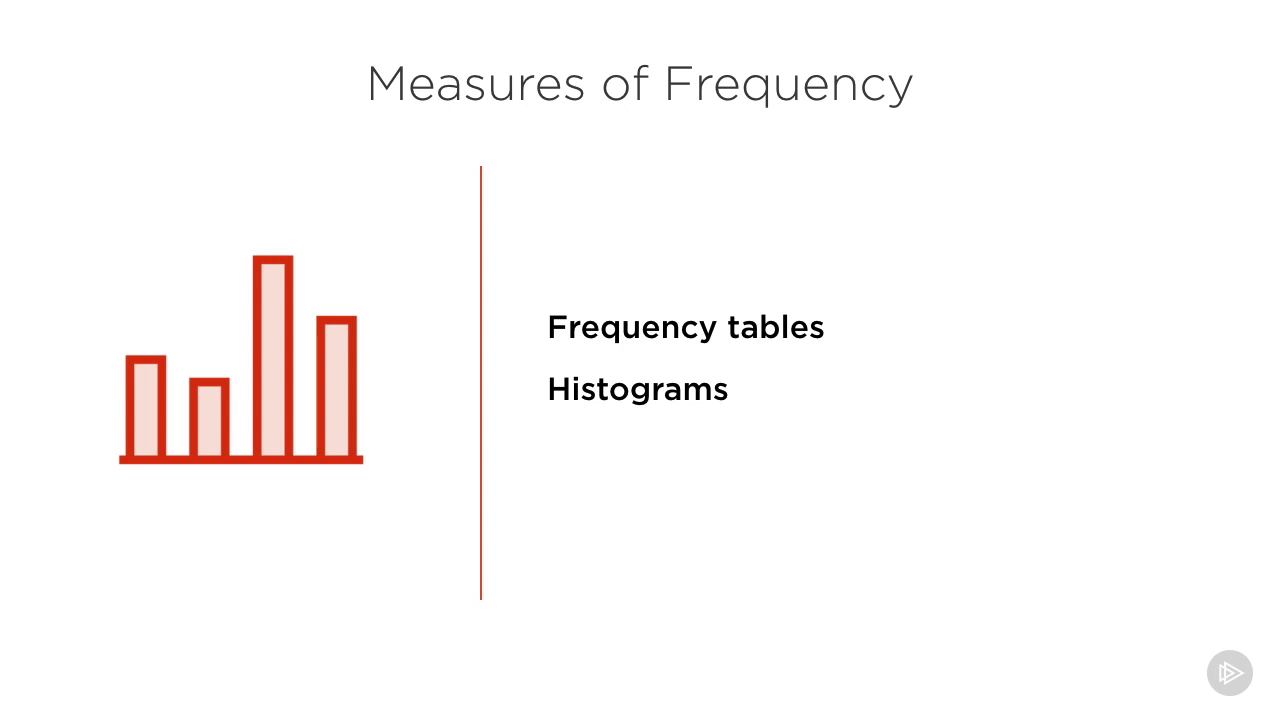 Measures of Frequency
Frequency tables
Histograms